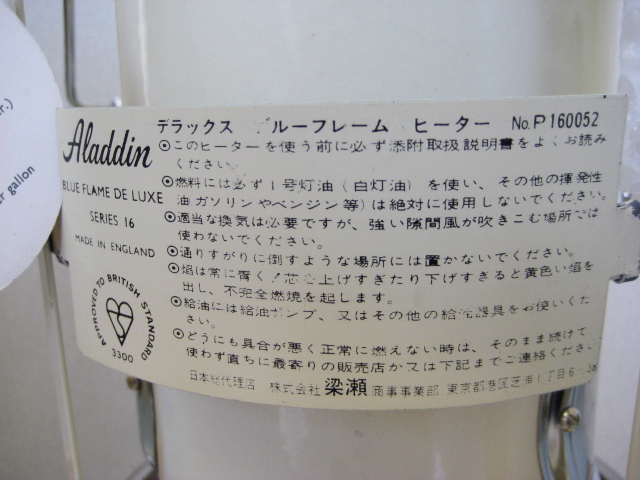 r.)
er gallon
Aladdin
BLUE FLAME DE LUXE
SERIES 16
MADE IN ENGLAND
APPROVED TO BRITISH STANDARD
3300
デラックス ブルーフレーム ヒーター No. P160052
⊙このヒーターを使う前に必ず添附取扱説明書をよくお読み
ください。
⊙燃料には必ず1号灯油(白灯油)を使い、その他の揮発性
油ガソリンやベンジン等)は絶対に使用しないでください。
⊙適当な換気は必要ですが、強い隙間風が吹きこむ場所では
使わないでください。
⊙通りすがりに倒すような場所には置かないでください。
⊙焰は常に青く!芯を上げすぎたり下げすぎると黄色い焰を
出し、不完全燃焼を起します。
⊙給油には給油ポンプ、又はその他の給油器具をお使いくだ
さい。
⊙どうにも具合が悪く正常に燃えない時は、そのまま続けて
使わず直ちに最寄りの販売店か又は下記までご連絡ください
日本総代理店 株式会社 梁瀬 商事事業部 東京都港区芝浦1丁目6-